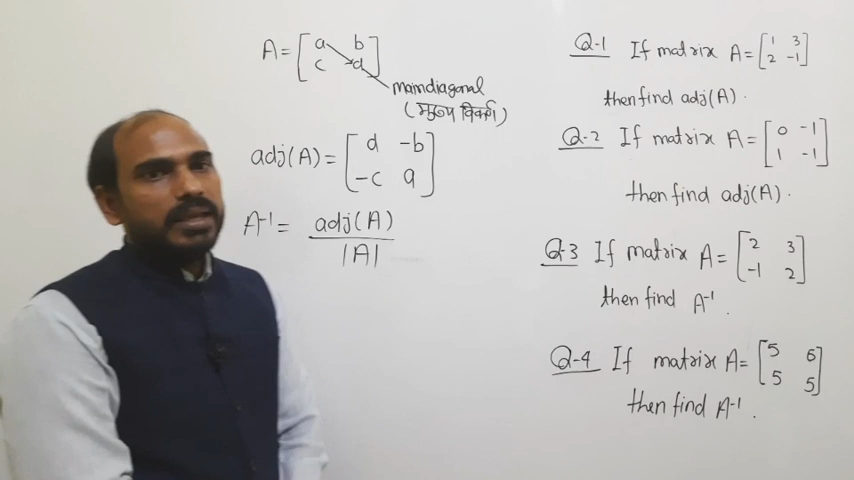 A = [a b
c d]
maindiagonal
(मुख्य विकर्ण)
adj(A) = [d -b
-c a]
A⁻¹ = adj(A)
|A|
Q-1 If matrix A = [1 3
2 -1]
then find adj(A).
Q-2 If matrix A = [0 -1
1 -1]
then find adj(A).
Q-3 If matrix A = [2 3
-1 2]
then find A⁻¹.
Q-4 If matrix A = [5 6
5 5]
then find A⁻¹.